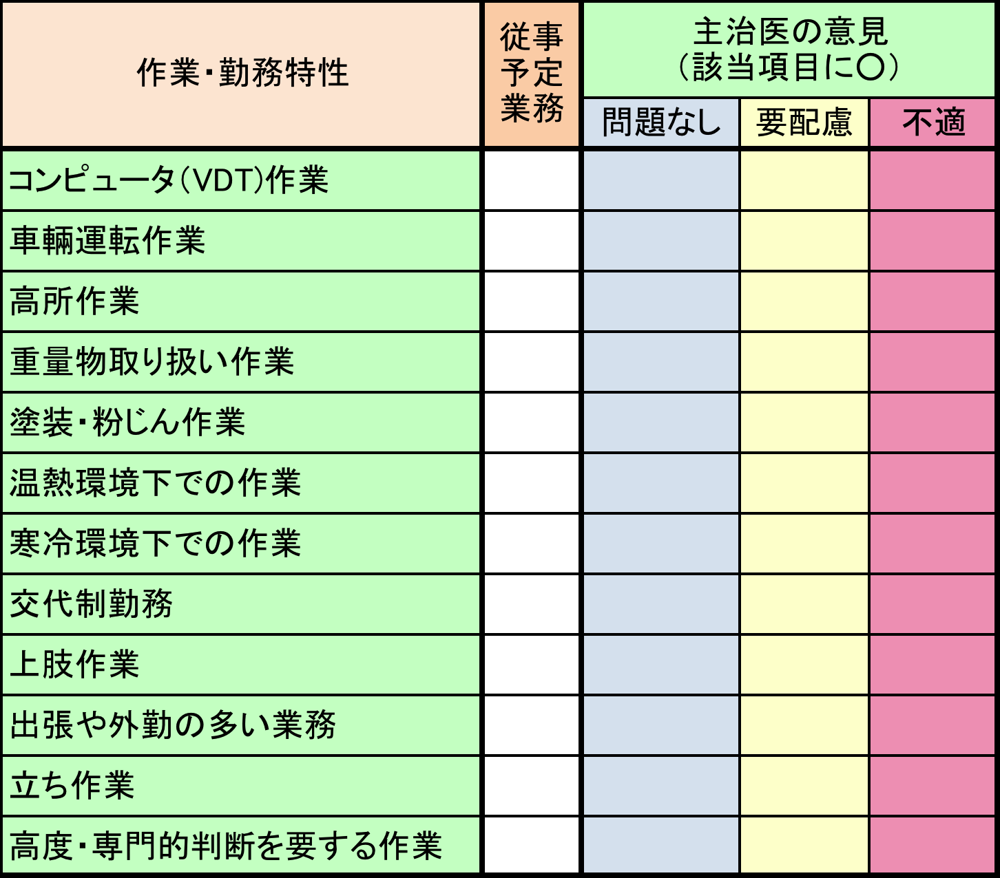 作業・勤務特性
従事
予定
業務
主治医の意見
（該当項目に〇）
問題なし
要配慮
不適
コンピュータ（VDT)作業
車輛運転作業
高所作業
重量物取り扱い作業
塗装・粉じん作業
温熱環境下での作業
寒冷環境下での作業
交代制勤務
上肢作業
出張や外勤の多い業務
立ち作業
高度・専門的判断を要する作業